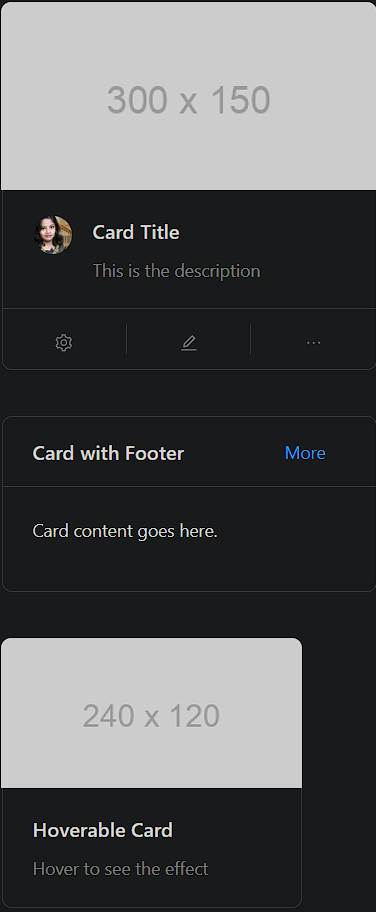 300 x 150
Card Title
This is the description
Card with Footer
More
Card content goes here.
240 x 120
Hoverable Card
Hover to see the effect